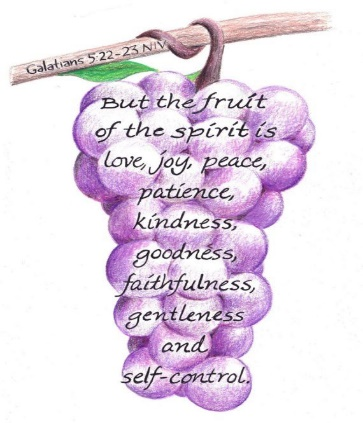 Galatians 5:22-23 NIV
But the fruit
of the spirit is
love, joy, peace,
patience,
kindness,
goodness,
faithfulness,
gentleness
and
self-control.